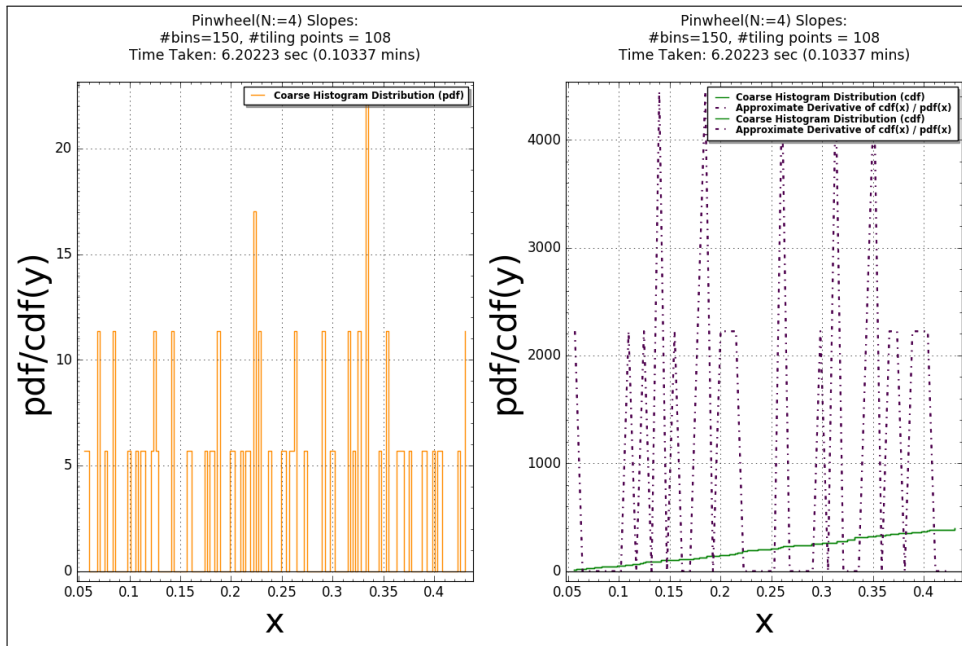 Pinwheel(N:=4) Slopes:
#bins=150, #tiling points = 108
Time Taken: 6.20223 sec (0.10337 mins)
Coarse Histogram Distribution (pdf)
pdf/cdf(y)
20
15
10
5
0
0.05 0.1 0.15 0.2 0.25 0.3 0.35 0.4
x
Pinwheel(N:=4) Slopes:
#bins=150, #tiling points = 108
Time Taken: 6.20223 sec (0.10337 mins)
Coarse Histogram Distribution (cdf)
Approximate Derivative of cdf(x) / pdf(x)
Coarse Histogram Distribution (cdf)
Approximate Derivative of cdf(x) / pdf(x)
pdf/cdf(y)
4000
3000
2000
1000
0
0.05 0.1 0.15 0.2 0.25 0.3 0.35 0.4
x